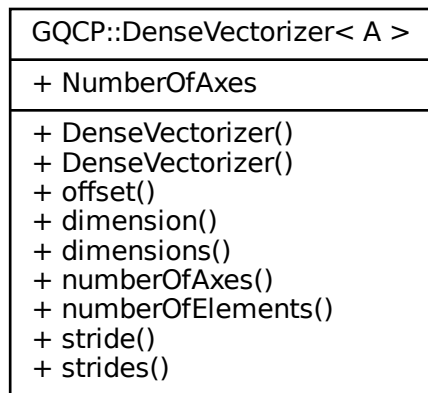 GQCP::DenseVectorizer< A >
+ NumberOfAxes
+ DenseVectorizer()
+ DenseVectorizer()
+ offset()
+ dimension()
+ dimensions()
+ numberOfAxes()
+ numberOfElements()
+ stride()
+ strides()